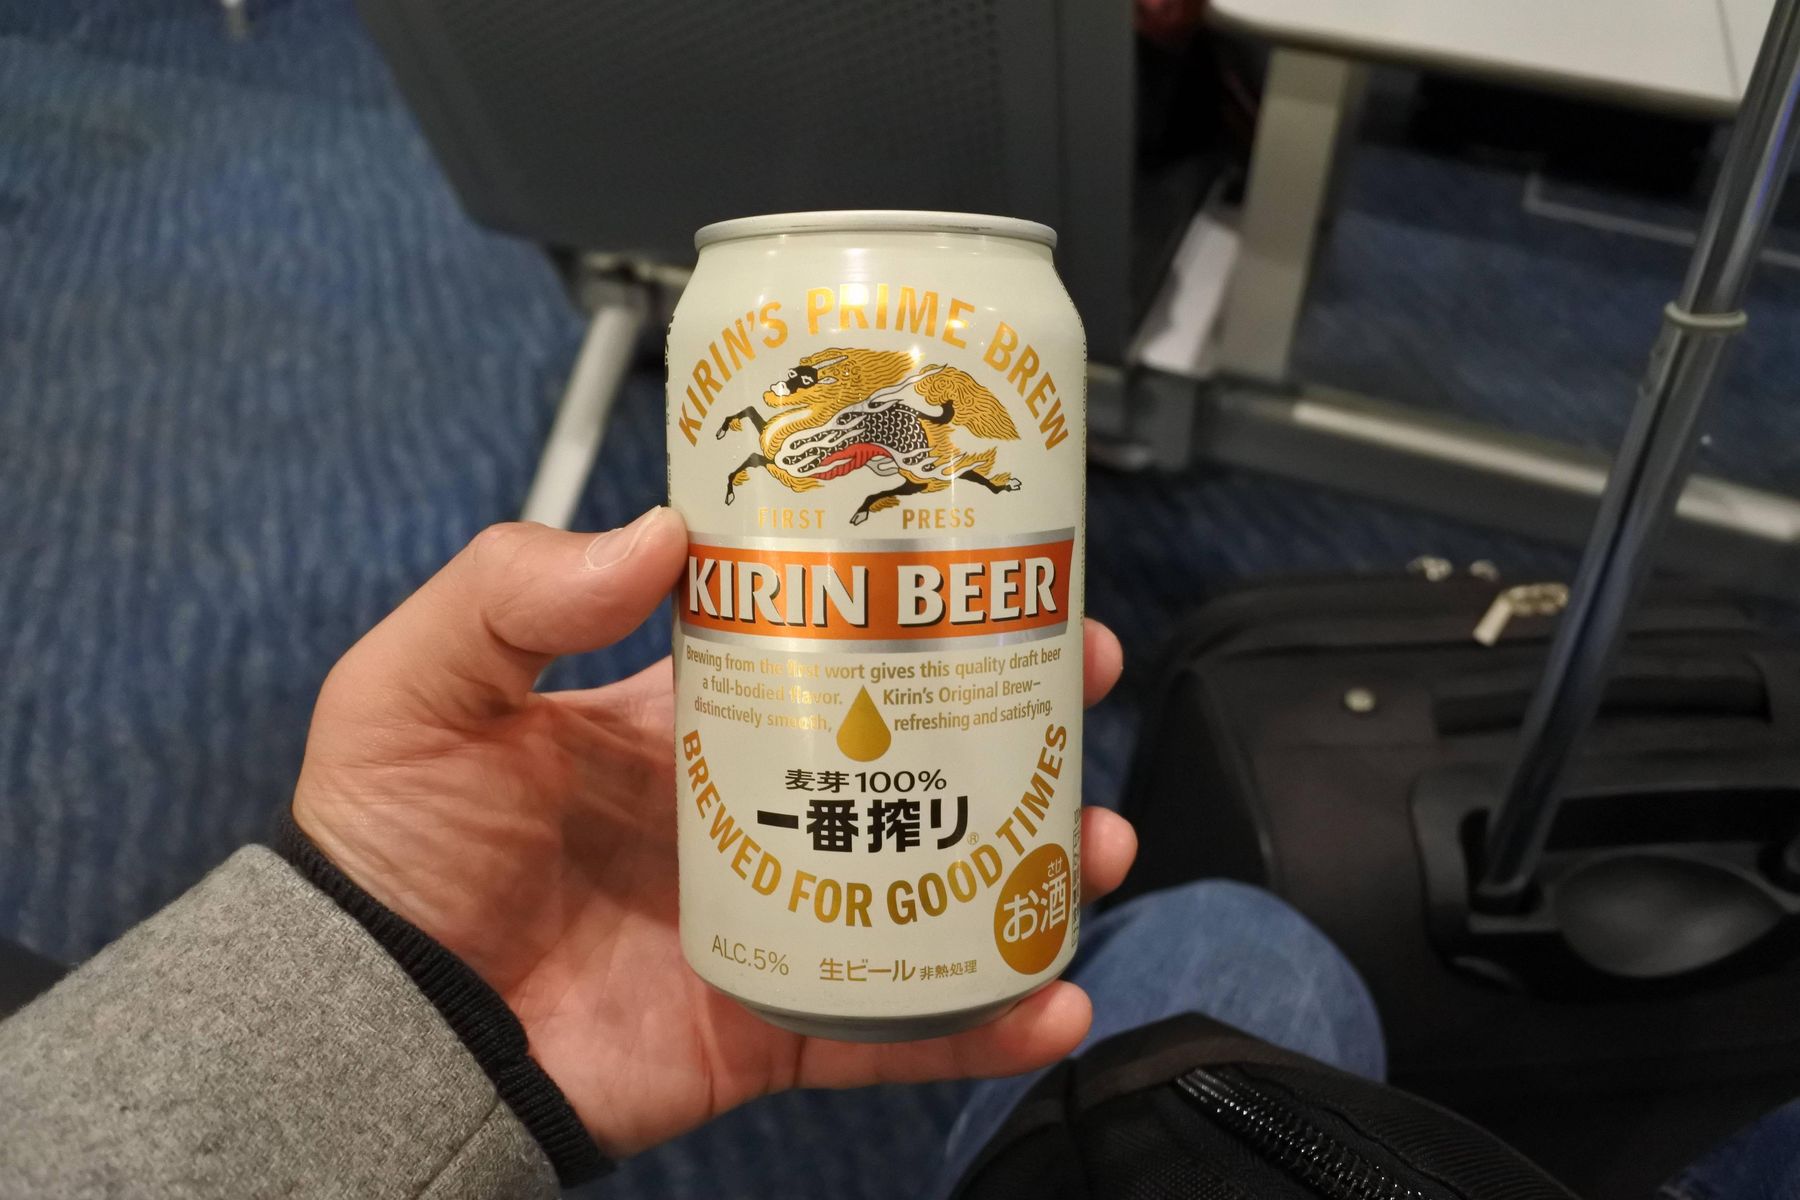 KIRIN'S PRIME BREW
FIRST PRESS
KIRIN BEER
Brewing from the first wort gives this quality draft beer
a full-bodied flavor. Kirin's Original Brew–
distinctively smooth, refreshing and satisfying.
麦芽100%
一番搾り®
BREWED FOR GOOD TIMES
さけ
お酒
ALC.5% 生ビール 非熱処理